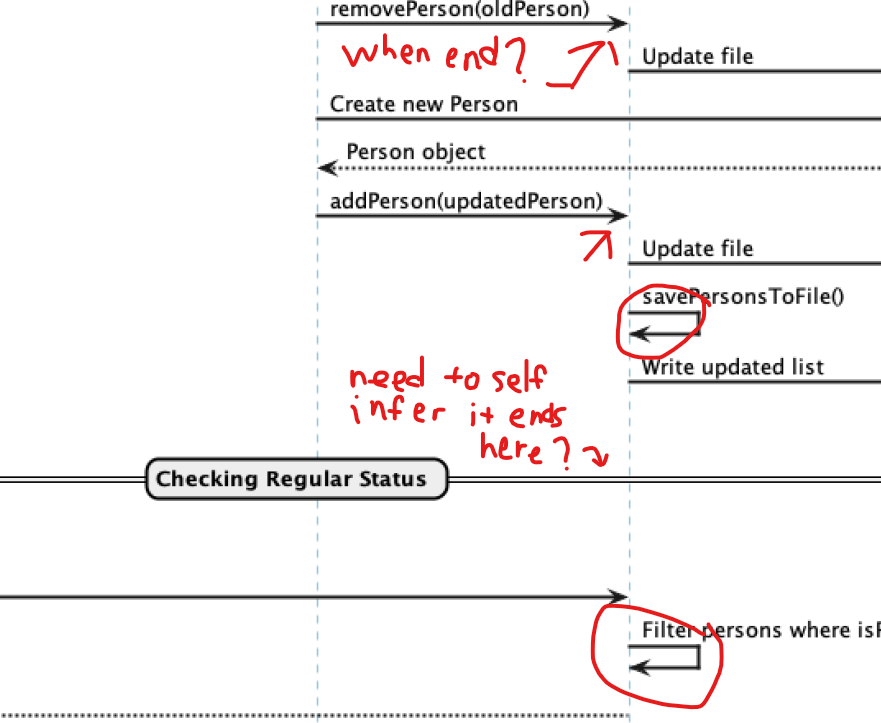 removePerson(oldPerson)
when end?
Update file
Create new Person
Person object
addPerson(updatedPerson)
Update file
savePersonsToFile()
Write updated list
need to self
infer it ends
here?
Checking Regular Status
Filter persons where isF